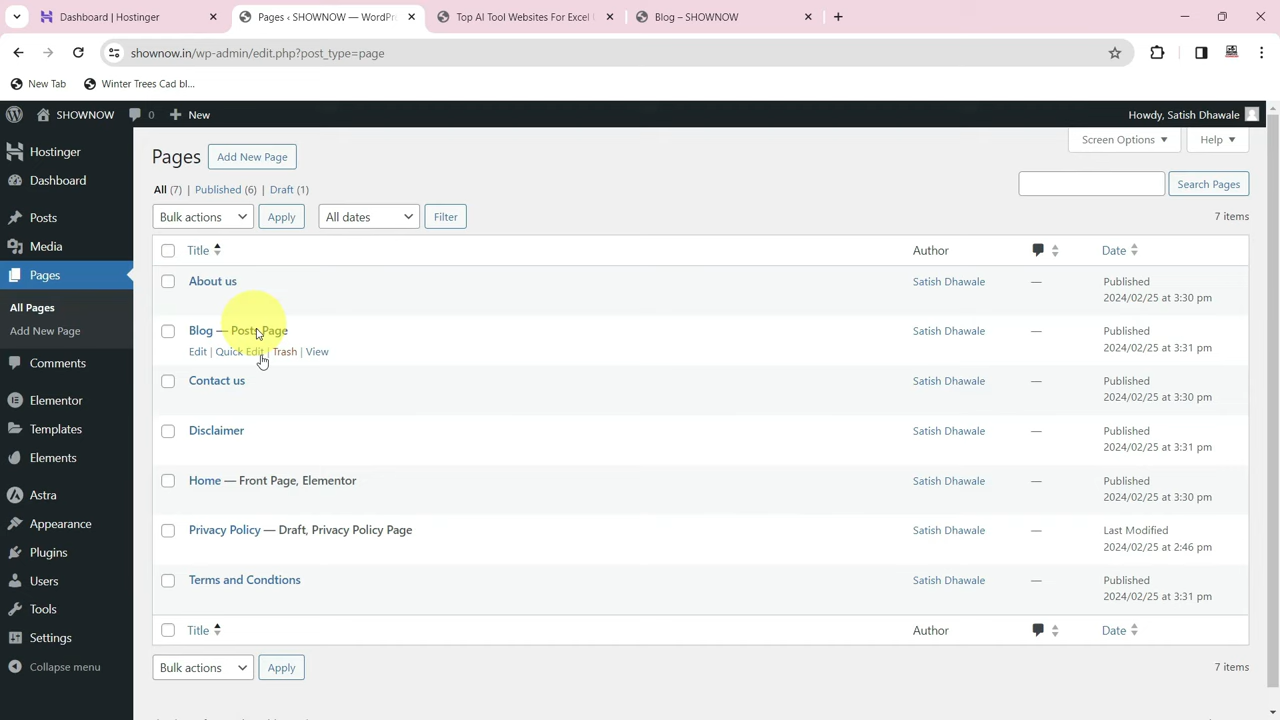 Dashboard | Hostinger
Pages ‹ SHOWNOW — WordPr
Top AI Tool Websites For Excel
Blog – SHOWNOW
shownow.in/wp-admin/edit.php?post_type=page
New Tab
Winter Trees Cad bl...
SHOWNOW 0 New
Howdy, Satish Dhawale
Hostinger
Dashboard
Posts
Media
Pages
All Pages
Add New Page
Comments
Elementor
Templates
Elements
Astra
Appearance
Plugins
Users
Tools
Settings
Collapse menu
Screen Options
Help
Pages Add New Page
All (7) | Published (6) | Draft (1)
Search Pages
Bulk actions Apply All dates Filter
7 items
Title Author Date
About us Satish Dhawale — Published
2024/02/25 at 3:30 pm
Blog — Posts Page Satish Dhawale — Published
Edit | Quick Edit | Trash | View 2024/02/25 at 3:31 pm
Contact us Satish Dhawale — Published
2024/02/25 at 3:30 pm
Disclaimer Satish Dhawale — Published
2024/02/25 at 3:31 pm
Home — Front Page, Elementor Satish Dhawale — Published
2024/02/25 at 3:30 pm
Privacy Policy — Draft, Privacy Policy Page Satish Dhawale — Last Modified
2024/02/25 at 2:46 pm
Terms and Condtions Satish Dhawale — Published
2024/02/25 at 3:31 pm
Title Author Date
Bulk actions Apply
7 items